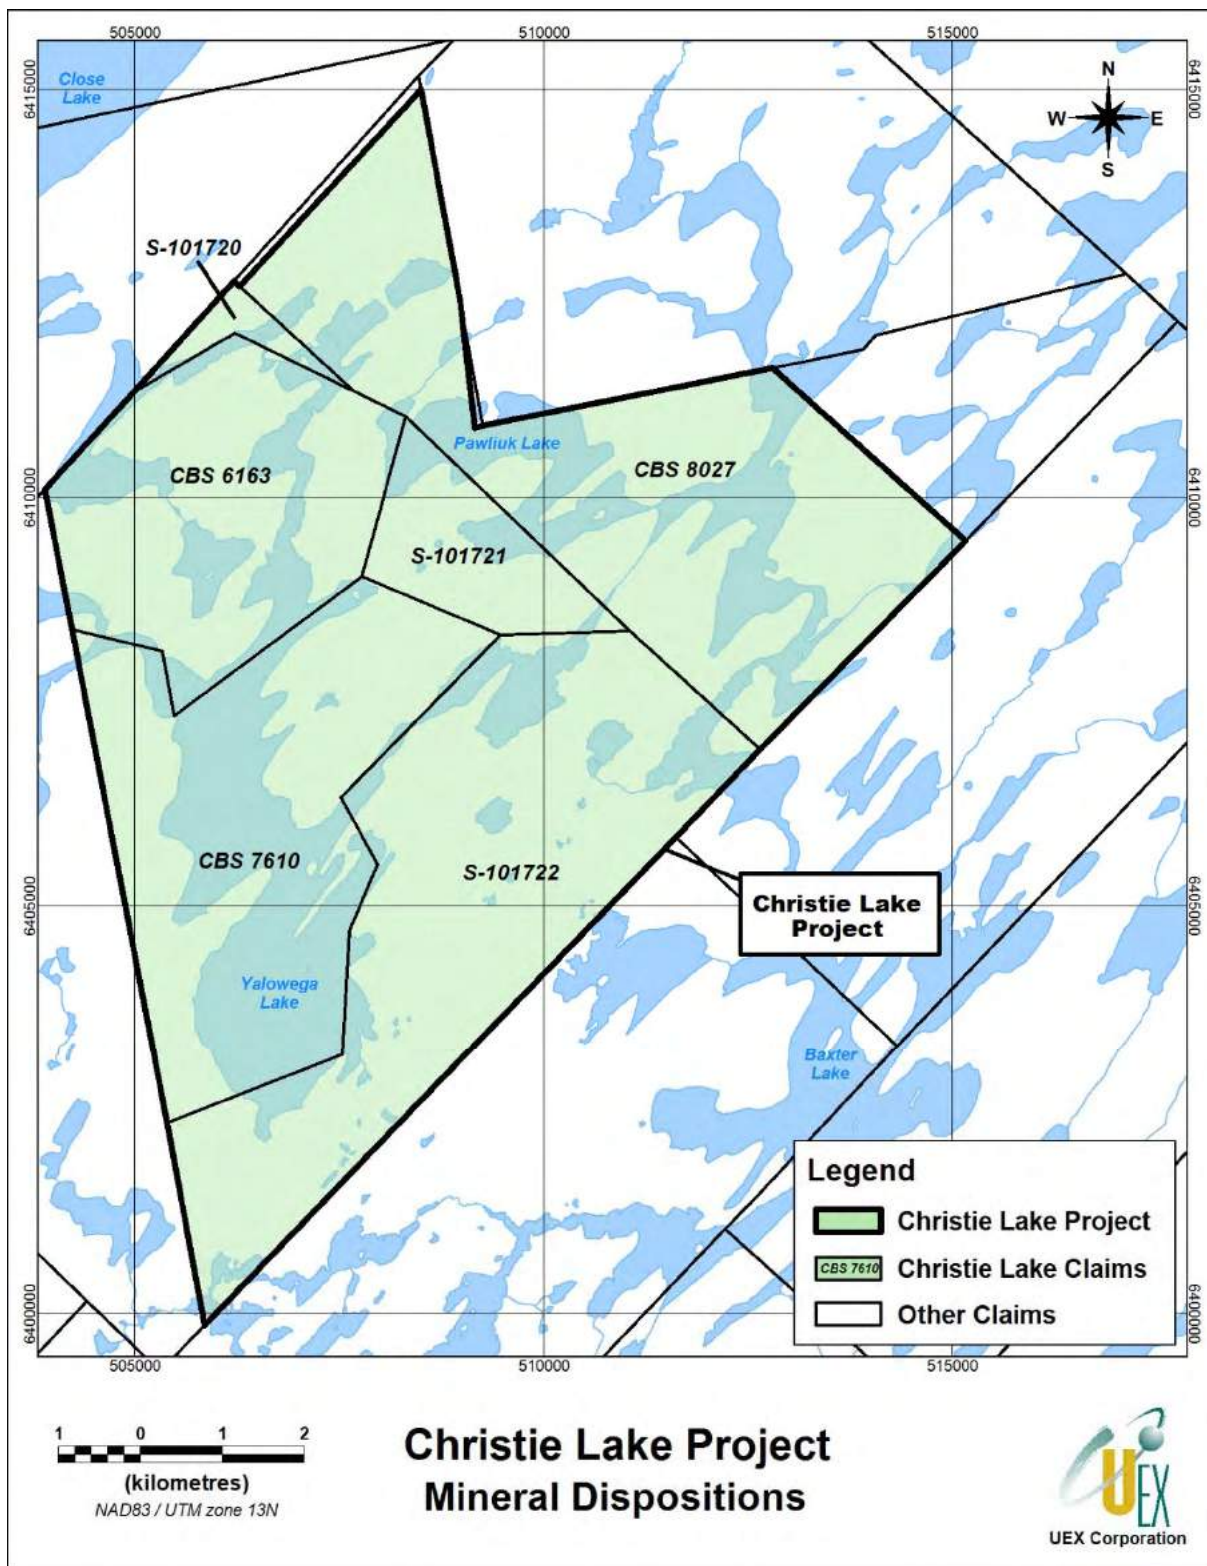 505000
510000
515000
Close
Lake
6415000
6415000
N
W
E
S
S-101720
Pawliuk Lake
CBS 6163
CBS 8027
6410000
6410000
S-101721
CBS 7610
S-101722
Christie Lake
Project
6405000
6405000
Yalowega
Lake
Baxter
Lake
Legend
Christie Lake Project
CBS 7610
Christie Lake Claims
Other Claims
6400000
6400000
505000
510000
515000
1 0 1 2
(kilometres)
NAD83 / UTM zone 13N
Christie Lake Project
Mineral Dispositions
UEX
UEX Corporation